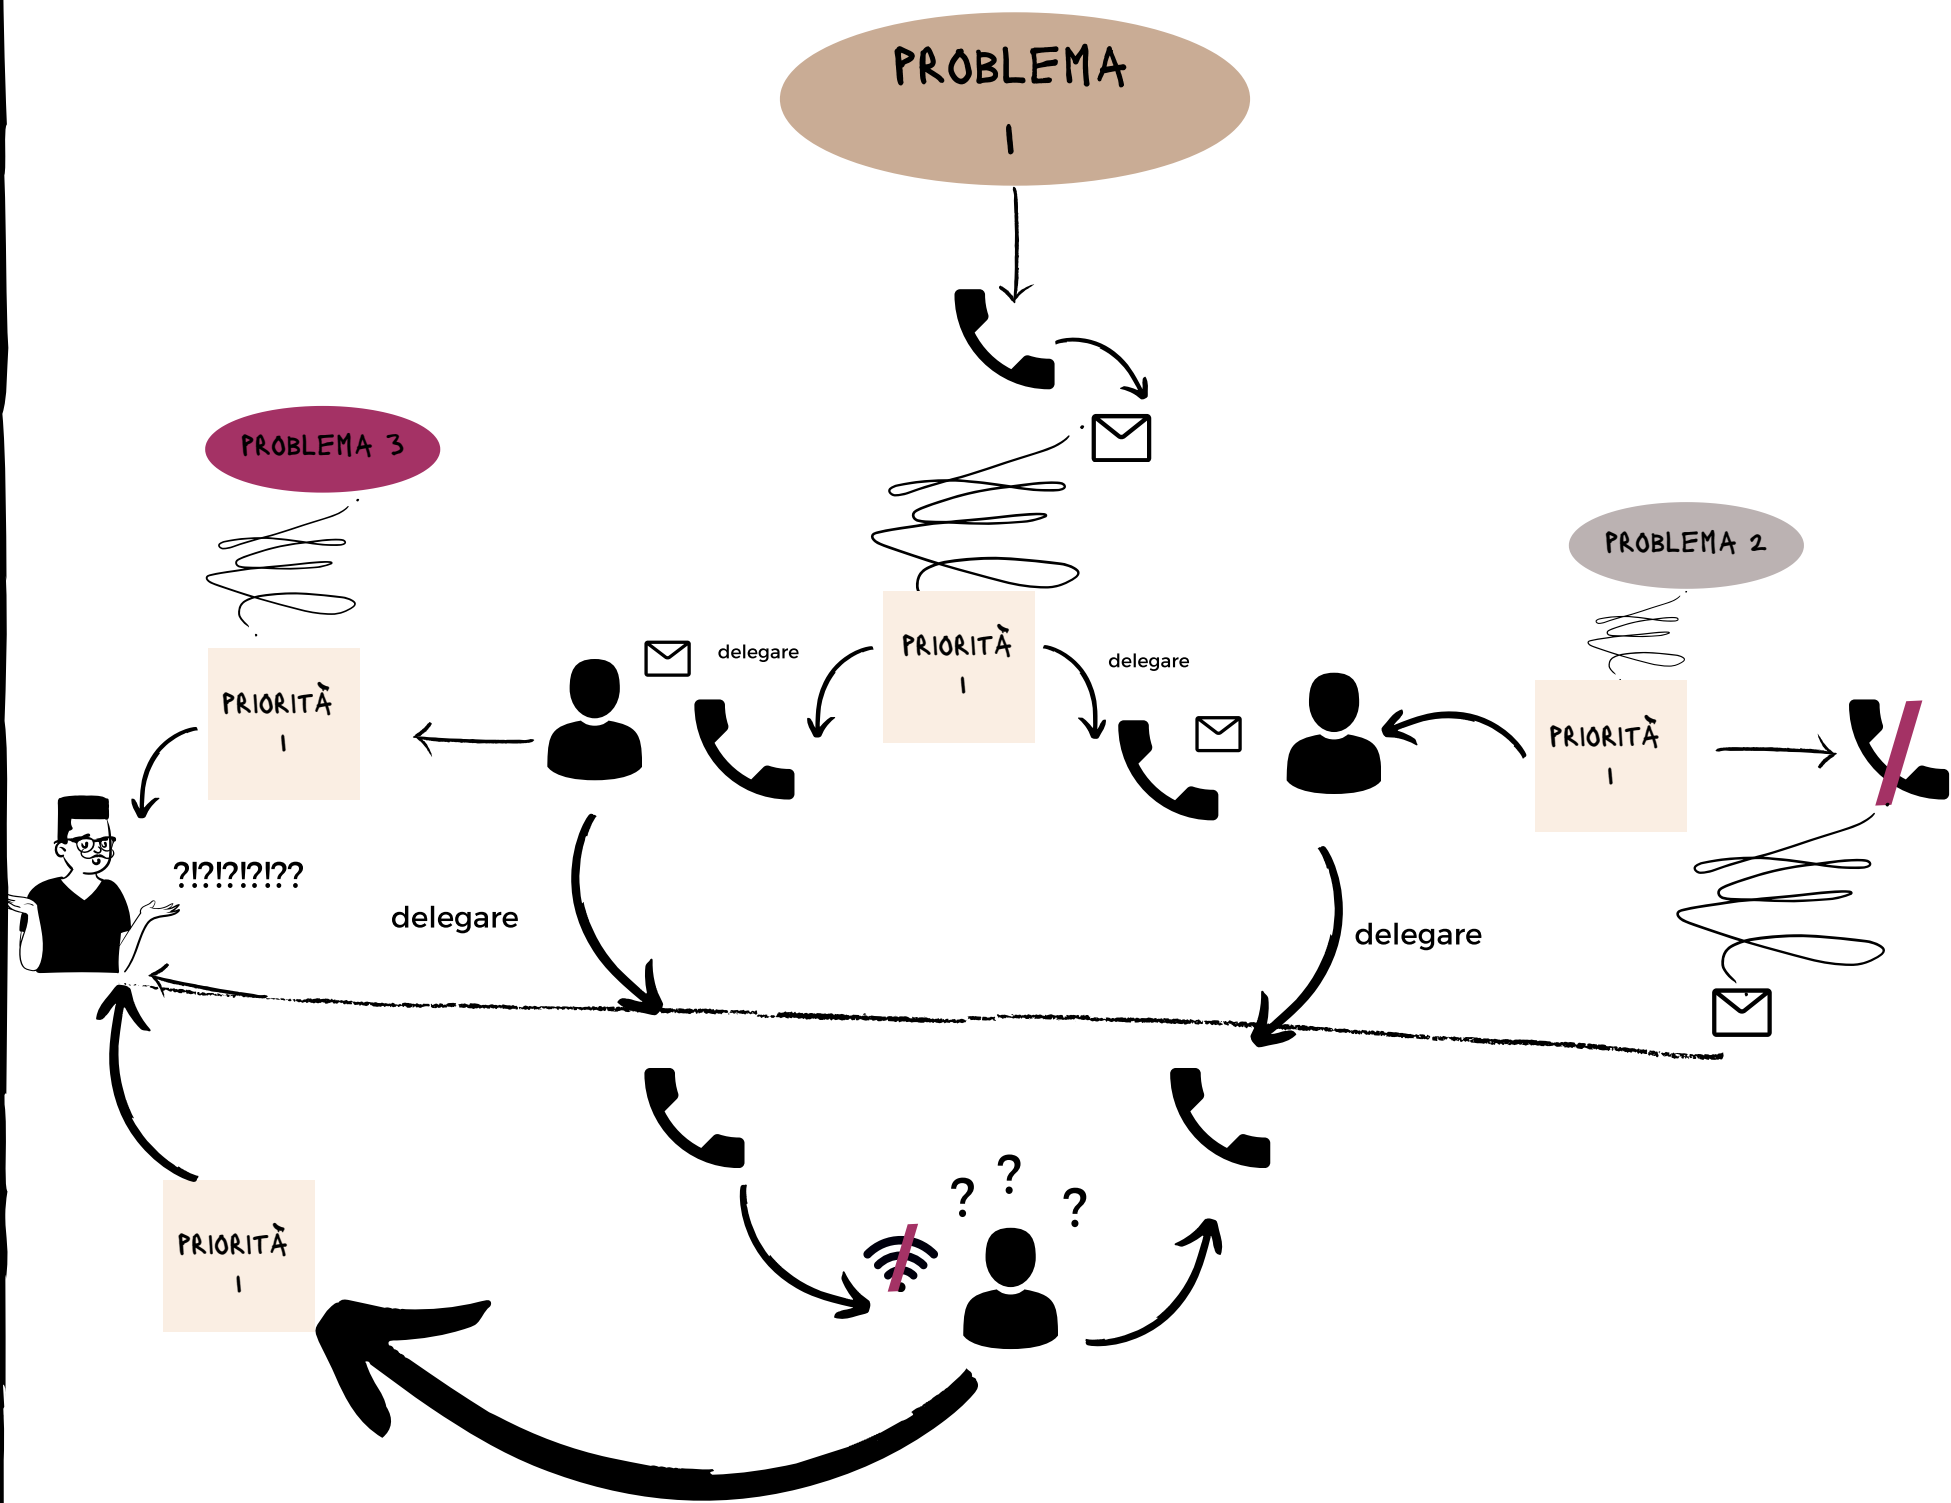 PROBLEMA
1
PROBLEMA 3
PROBLEMA 2
delegare
PRIORITÀ
1
delegare
PRIORITÀ
1
PRIORITÀ
1
?!?!?!?!??
delegare
delegare
? ? ?
PRIORITÀ
1